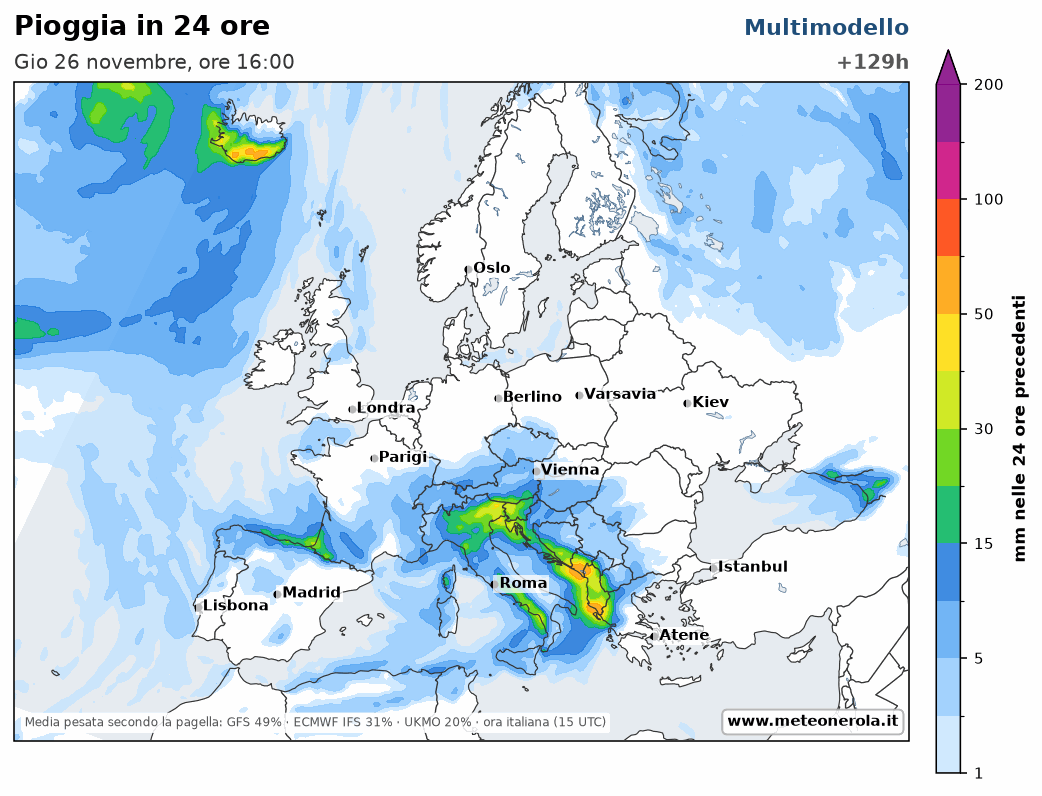 Pioggia in 24 ore
Multimodello
Gio 26 novembre, ore 16:00
+129h
200
100
50
30
15
5
1
mm nelle 24 ore precedenti
Oslo
Berlino
Varsavia
Kiev
Londra
Parigi
Vienna
Istanbul
Roma
Madrid
Lisbona
Atene
Media pesata secondo la pagella: GFS 49% · ECMWF IFS 31% · UKMO 20% · ora italiana (15 UTC)
www.meteonerola.it